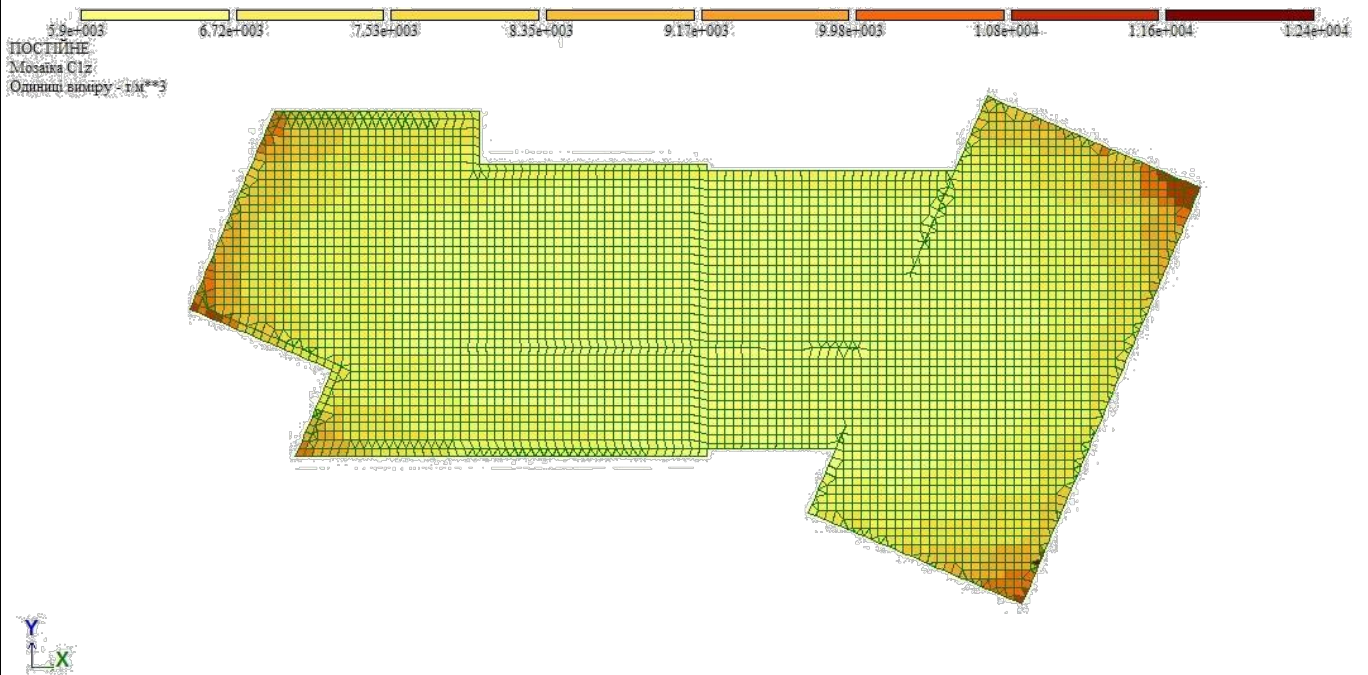 5.9e+003 6.72e+003 7.53e+003 8.35e+003 9.17e+003 9.98e+003 1.08e+004 1.16e+004 1.24e+004
ПОСТІЙНЕ
Мозаїка C1z
Одиниці виміру - т/м**3
Y
X